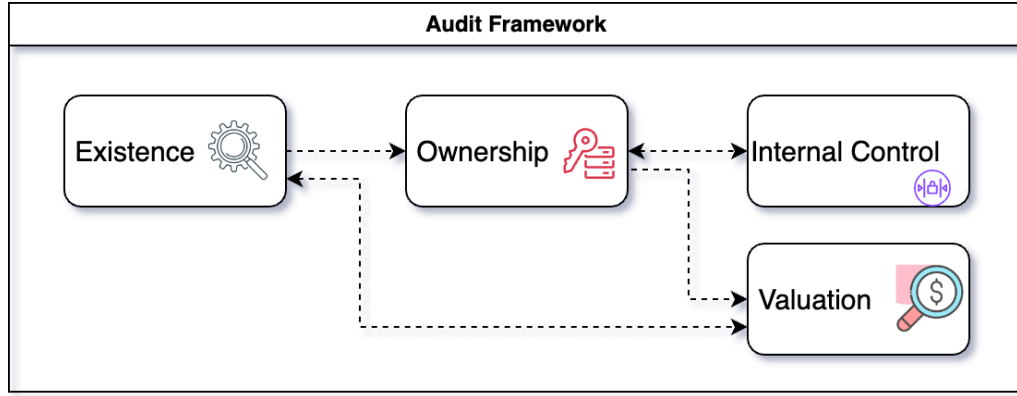 Audit Framework
Existence
Ownership
Internal Control
Valuation
$